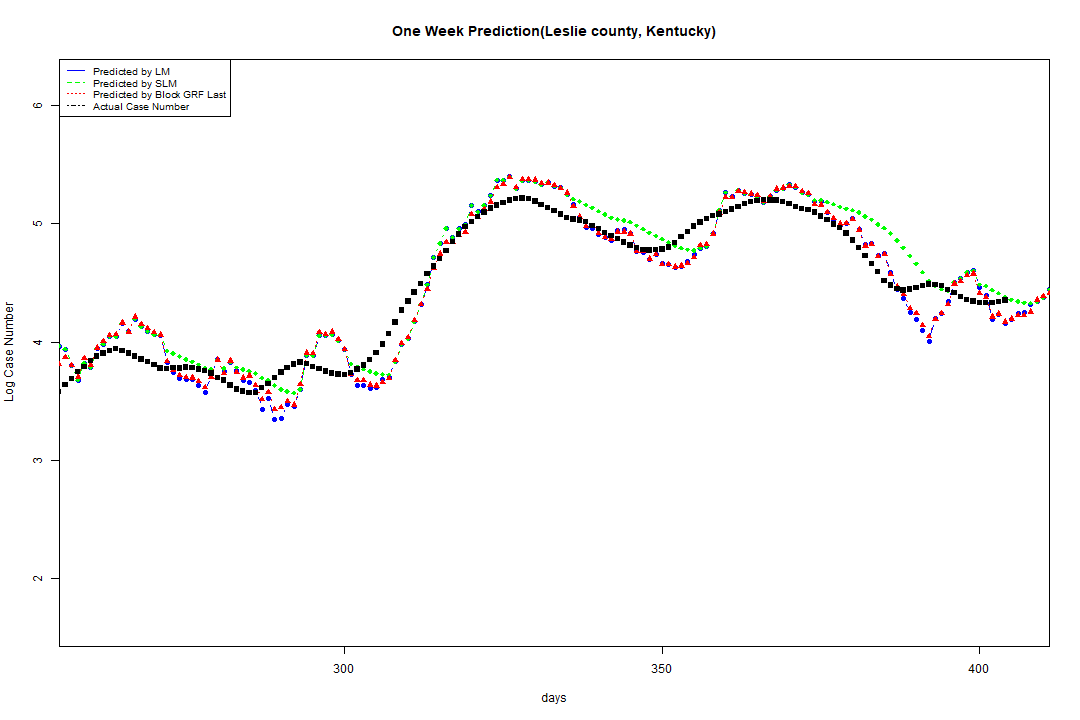 One Week Prediction(Leslie county, Kentucky)
Predicted by LM
Predicted by SLM
Predicted by Block GRF Last
Actual Case Number
6
5
4
3
2
Log Case Number
300
350
400
days